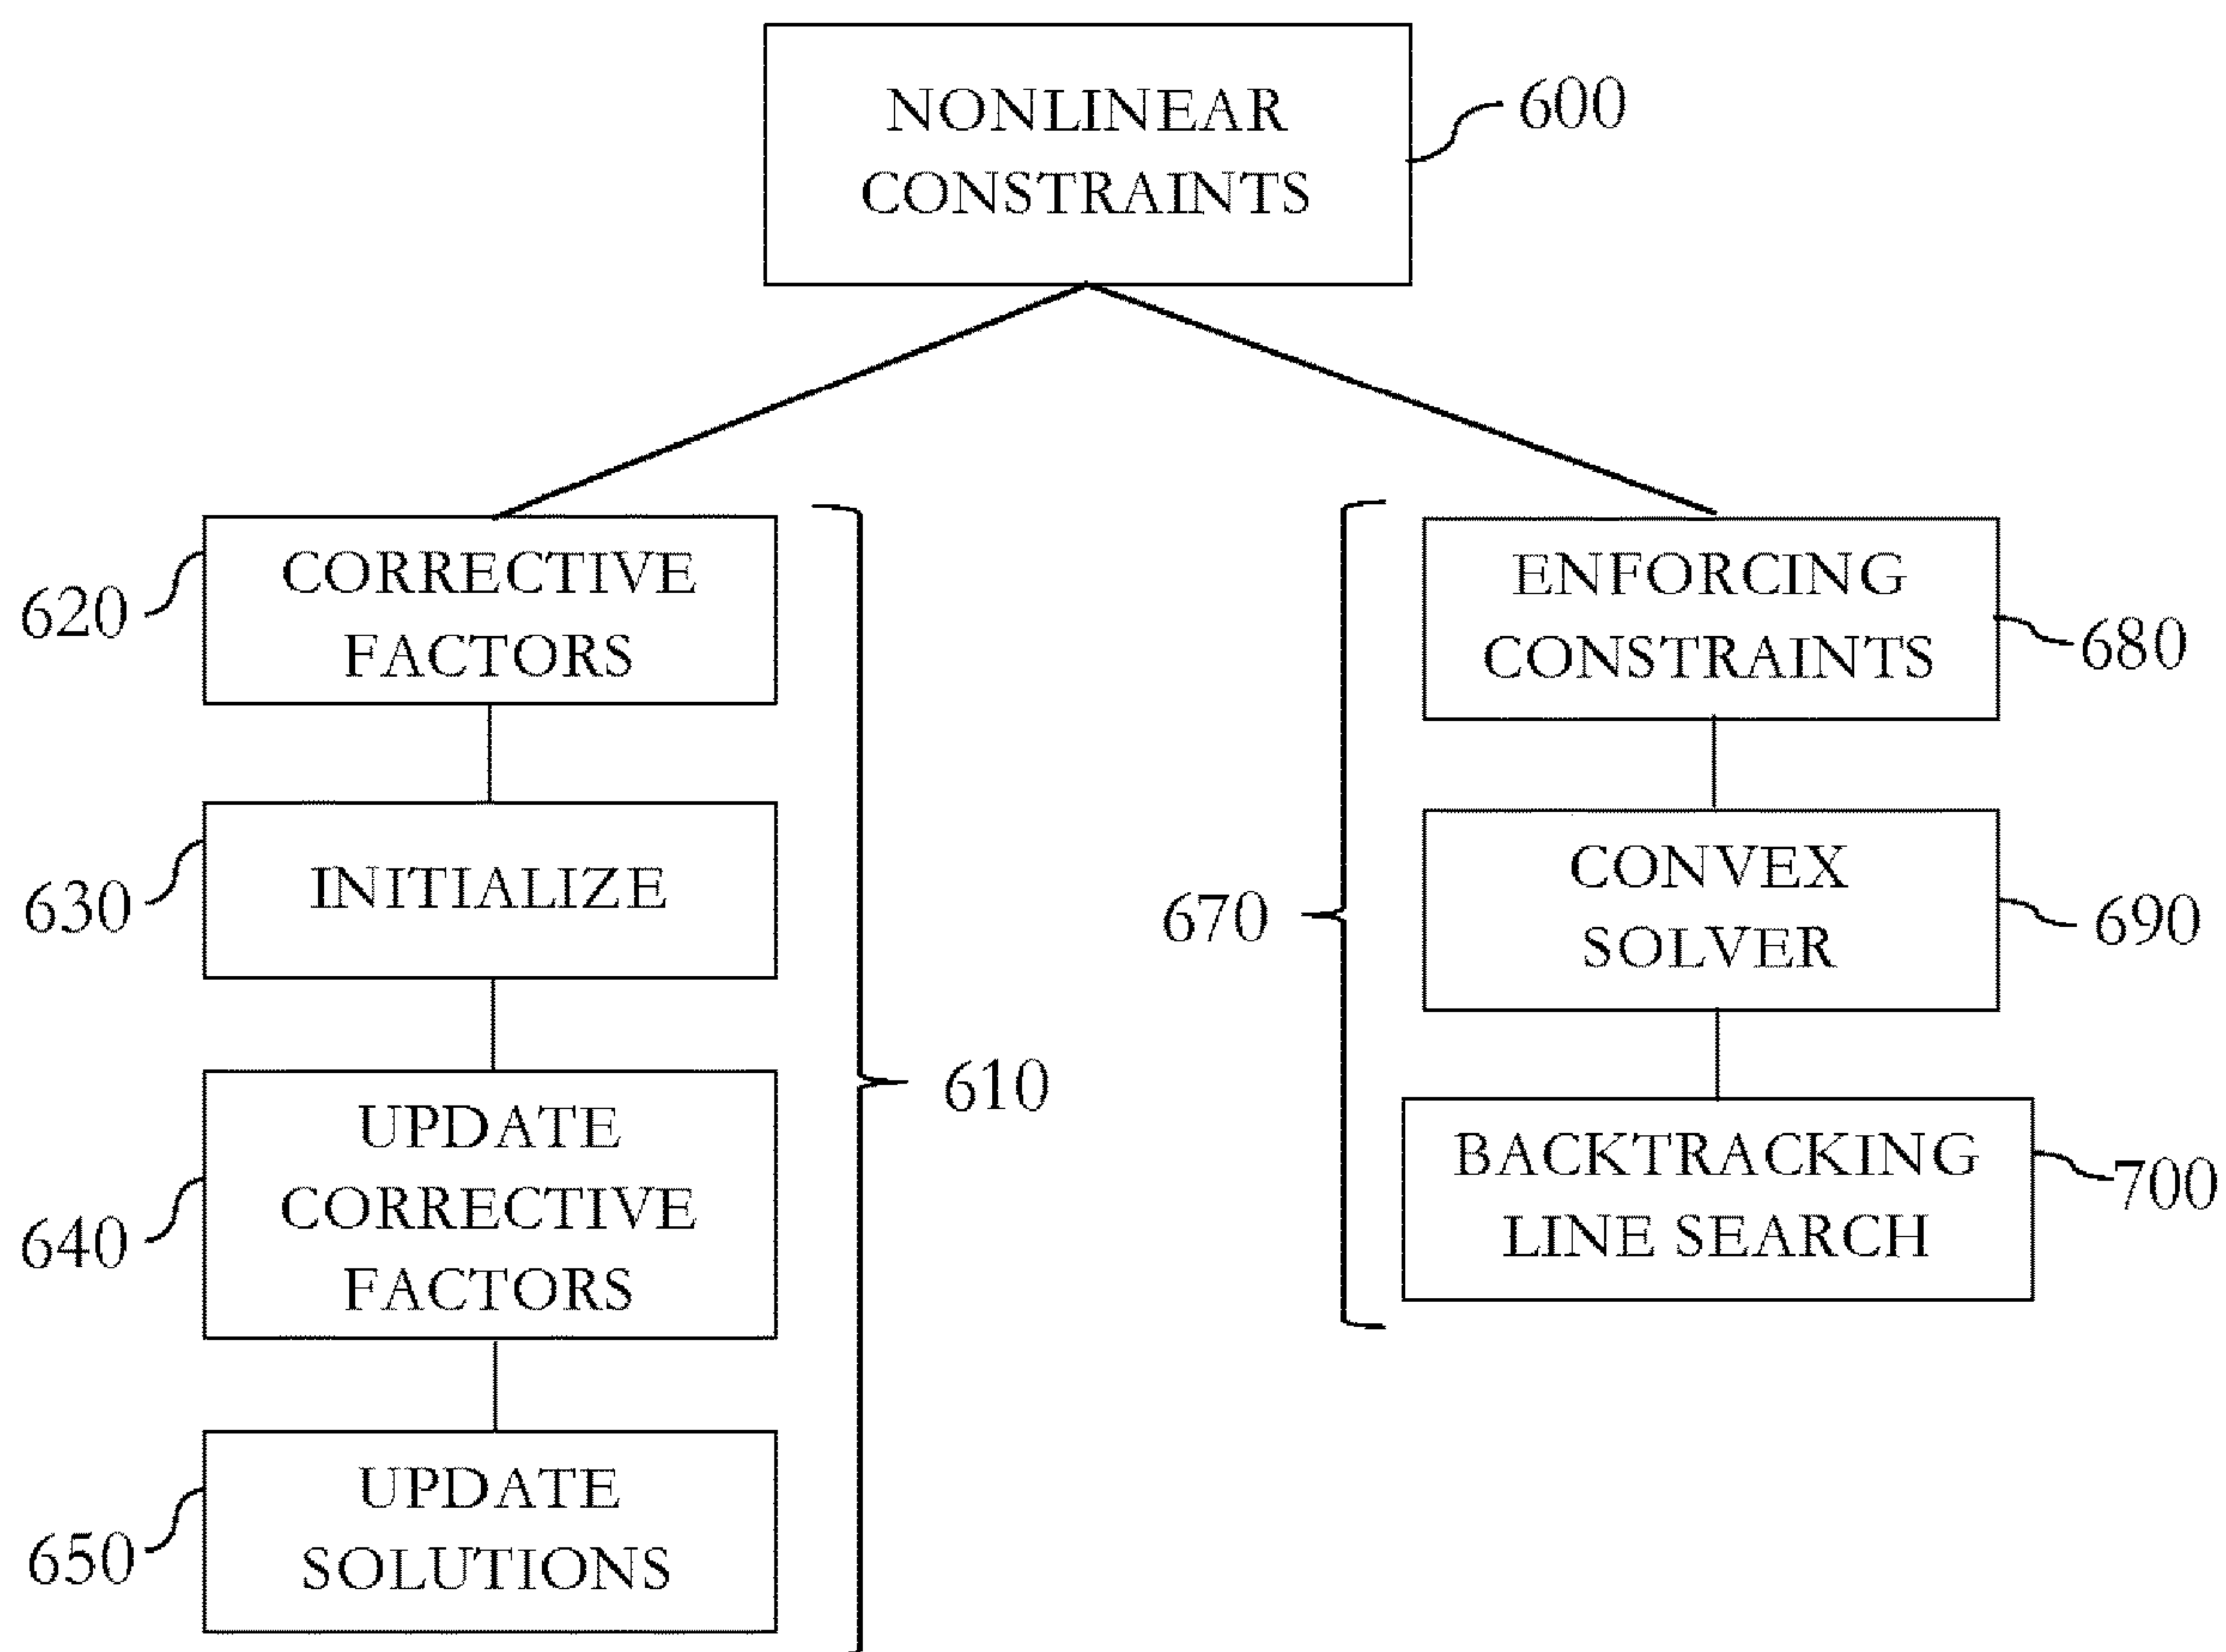 NONLINEAR
CONSTRAINTS
600
CORRECTIVE
FACTORS
620
INITIALIZE
630
UPDATE
CORRECTIVE
FACTORS
640
UPDATE
SOLUTIONS
650
610
670
ENFORCING
CONSTRAINTS
680
CONVEX
SOLVER
690
BACKTRACKING
LINE SEARCH
700